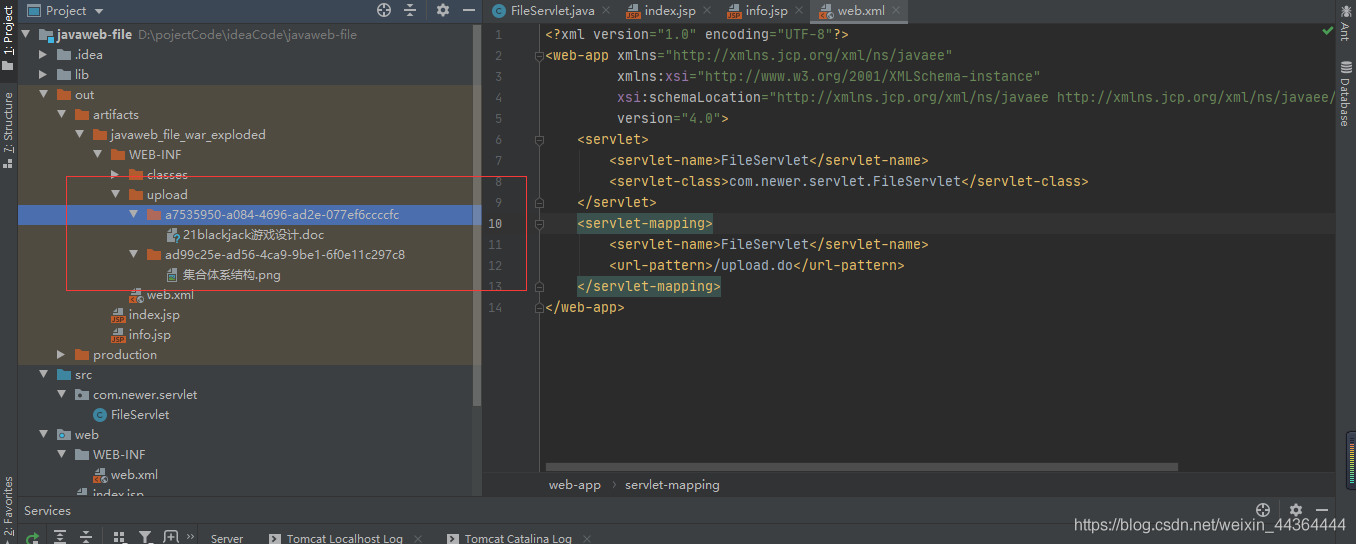 1: Project
7: Structure
2: Favorites
Project
javaweb-file D:\pojectCode\ideaCode\javaweb-file
.idea
lib
out
artifacts
javaweb_file_war_exploded
WEB-INF
classes
upload
a7535950-a084-4696-ad2e-077ef6ccccfc
21blackjack游戏设计.doc
ad99c25e-ad56-4ca9-9be1-6f0e11c297c8
集合体系结构.png
web.xml
index.jsp
info.jsp
production
src
com.newer.servlet
FileServlet
web
WEB-INF
web.xml
index.jsp
FileServlet.java index.jsp info.jsp web.xml
1 <?xml version="1.0" encoding="UTF-8"?>
2 <web-app xmlns="http://xmlns.jcp.org/xml/ns/javaee"
3 xmlns:xsi="http://www.w3.org/2001/XMLSchema-instance"
4 xsi:schemaLocation="http://xmlns.jcp.org/xml/ns/javaee http://xmlns.jcp.org/xml/ns/javaee/
5 version="4.0">
6 <servlet>
7 <servlet-name>FileServlet</servlet-name>
8 <servlet-class>com.newer.servlet.FileServlet</servlet-class>
9 </servlet>
10 <servlet-mapping>
11 <servlet-name>FileServlet</servlet-name>
12 <url-pattern>/upload.do</url-pattern>
13 </servlet-mapping>
14 </web-app>
web-app › servlet-mapping
Ant
Database
Services
Server Tomcat Localhost Log Tomcat Catalina Log
https://blog.csdn.net/weixin_44364444